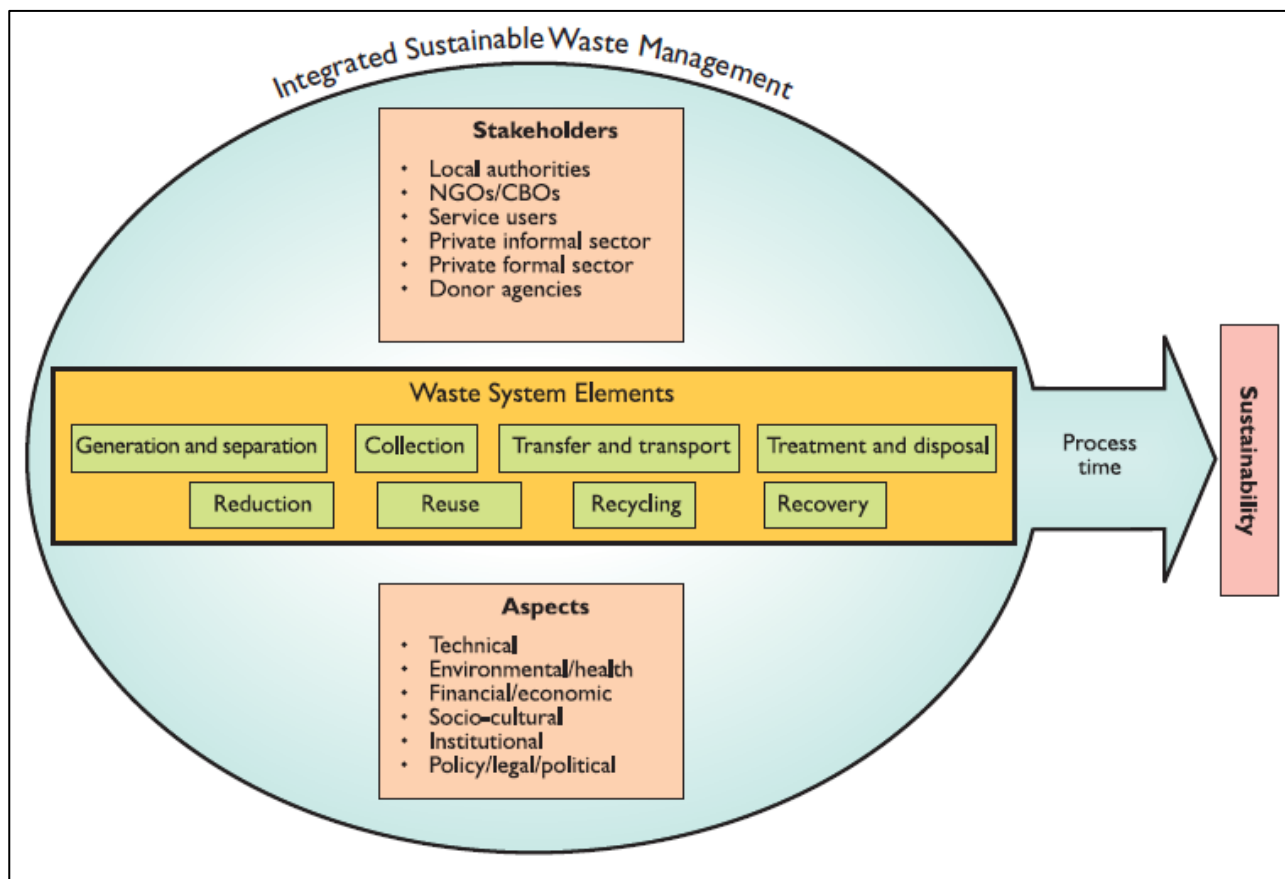 Integrated Sustainable Waste Management
Stakeholders
• Local authorities
• NGOs/CBOs
• Service users
• Private informal sector
• Private formal sector
• Donor agencies
Waste System Elements
Generation and separation
Collection
Transfer and transport
Treatment and disposal
Reduction
Reuse
Recycling
Recovery
Process
time
Sustainability
Aspects
• Technical
• Environmental/health
• Financial/economic
• Socio-cultural
• Institutional
• Policy/legal/political